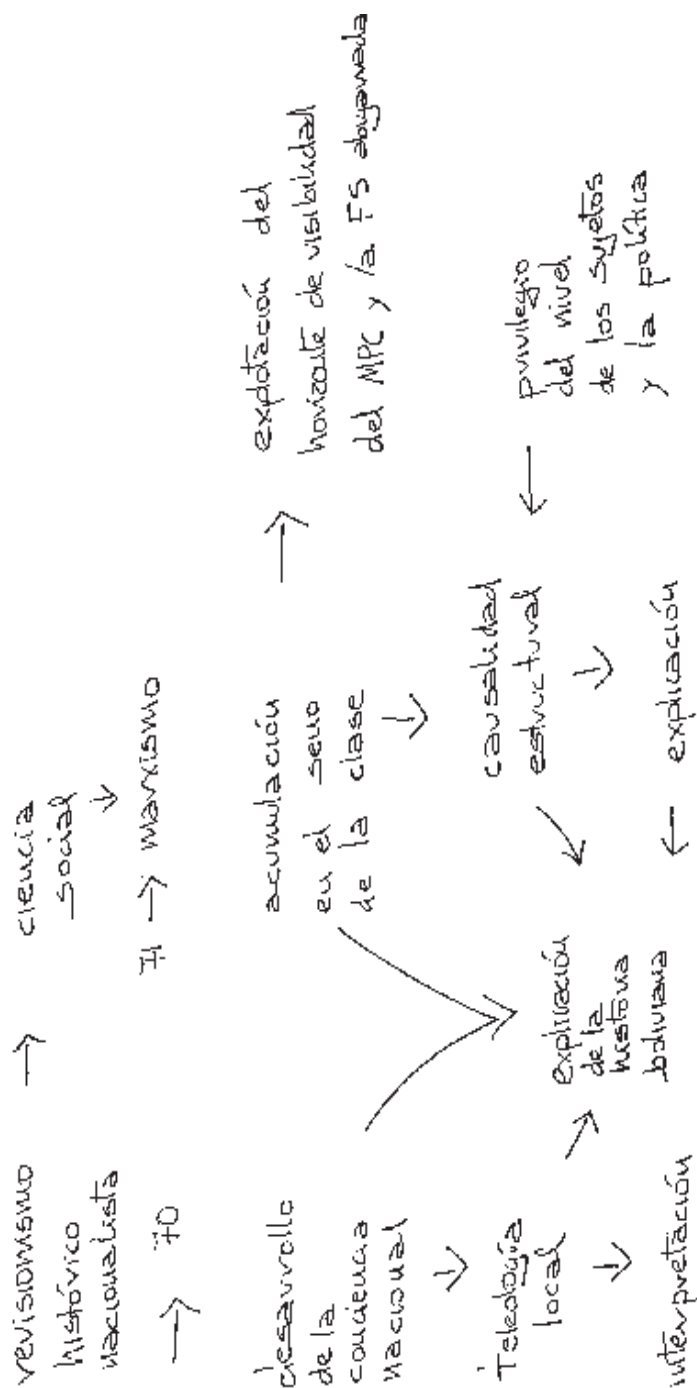 revisionismo
histórico
nacionalista
→
ciencia
social
↓
→ 70
71 → marxismo
desarrollo
de la
conciencia
nacional
acumulación
en el seno
de la clase
→
explotación del
horizonte de visibilidad
del MPC y la FS abigarrada
↓
↓
Teleología
local
causalidad
estructural
←
privilegio
del nivel
de los sujetos
y la política
explicación
de la
historia
boliviana
↓
↓
interpretación
←
explicación